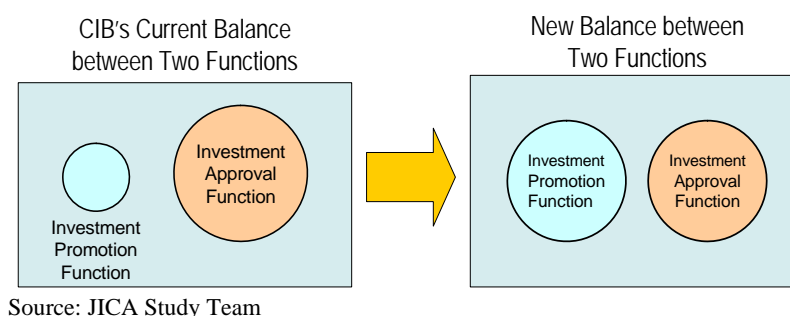 CIB's Current Balance
between Two Functions
Investment
Approval
Function
Investment
Promotion
Function
New Balance between
Two Functions
Investment
Promotion
Function
Investment
Approval
Function
Source: JICA Study Team